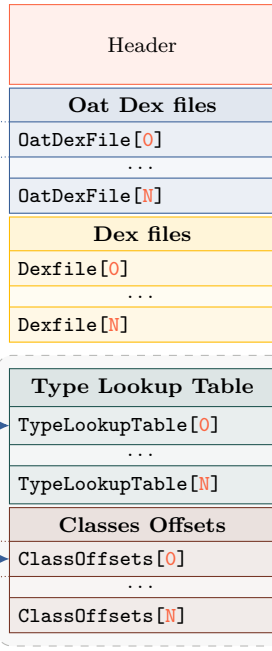 Header
Oat Dex files
OatDexFile[0]
...
OatDexFile[N]
Dex files
Dexfile[0]
...
Dexfile[N]
Type Lookup Table
TypeLookupTable[0]
...
TypeLookupTable[N]
Classes Offsets
ClassOffsets[0]
...
ClassOffsets[N]